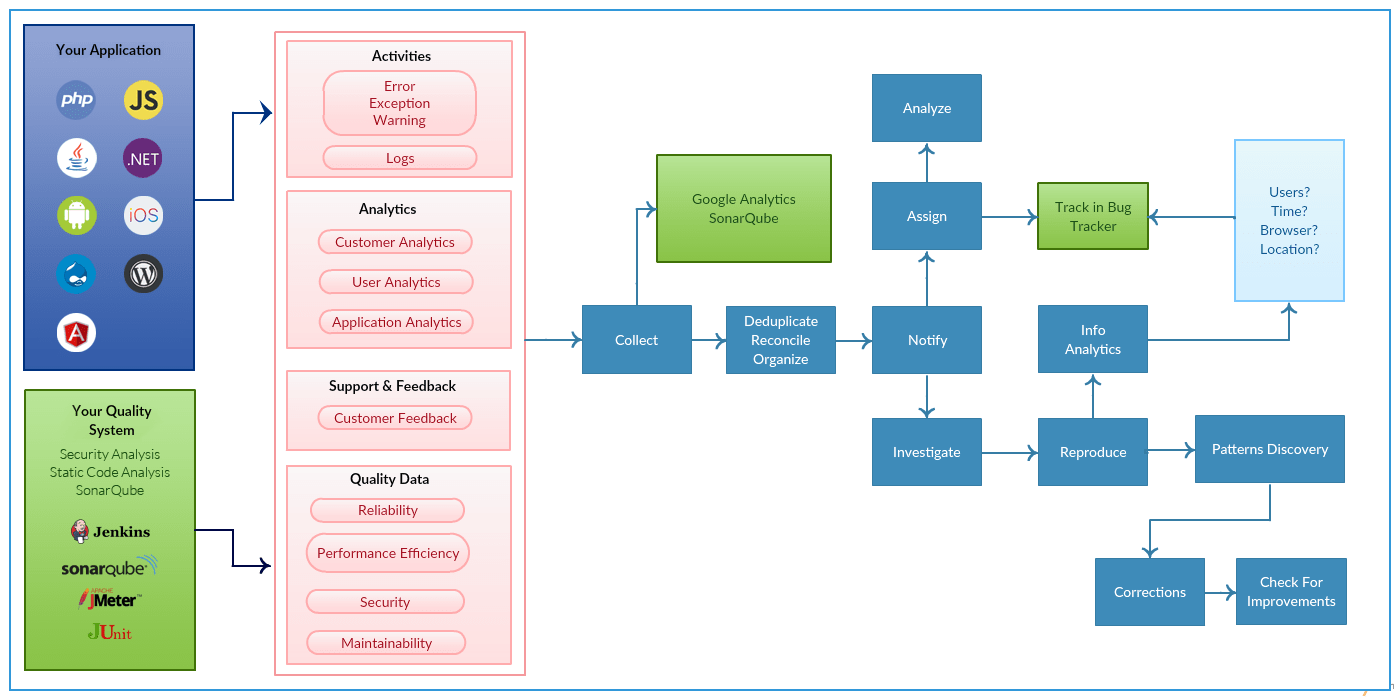 Your Application
php
JS
.NET
iOS
Your Quality
System
Security Analysis
Static Code Analysis
SonarQube
Jenkins
sonarqube
APACHE
JMeter™
JUnit
Activities
Error
Exception
Warning
Logs
Analytics
Customer Analytics
User Analytics
Application Analytics
Support & Feedback
Customer Feedback
Quality Data
Reliability
Performance Efficiency
Security
Maintainability
Collect
Google Analytics
SonarQube
Deduplicate
Reconcile
Organize
Notify
Assign
Analyze
Track in Bug
Tracker
Users?
Time?
Browser?
Location?
Info
Analytics
Investigate
Reproduce
Patterns Discovery
Corrections
Check For
Improvements